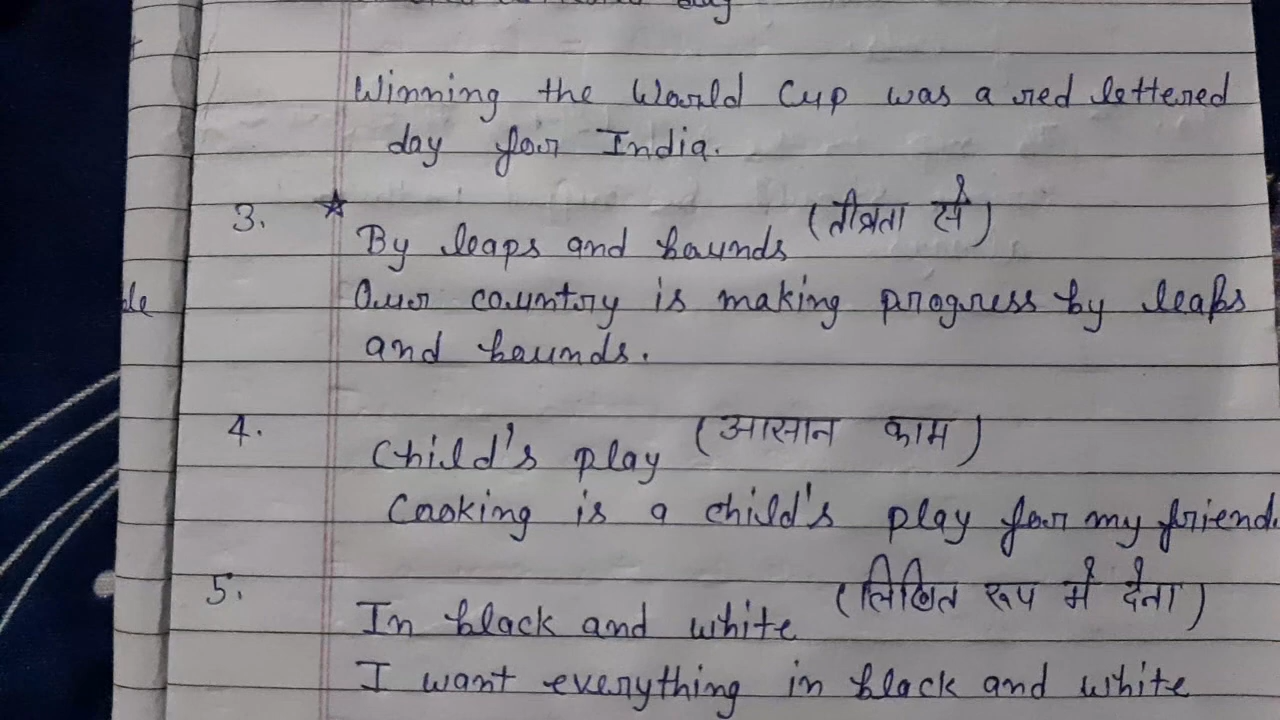 Winning the World Cup was a red lettered
day for India.
3. ★ By leaps and bounds (तीव्रता से)
Our country is making progress by leaps
and bounds.
4. Child's play (आसान काम)
Cooking is a child's play for my friend.
5. In black and white (लिखित रूप में देना)
I want everything in black and white